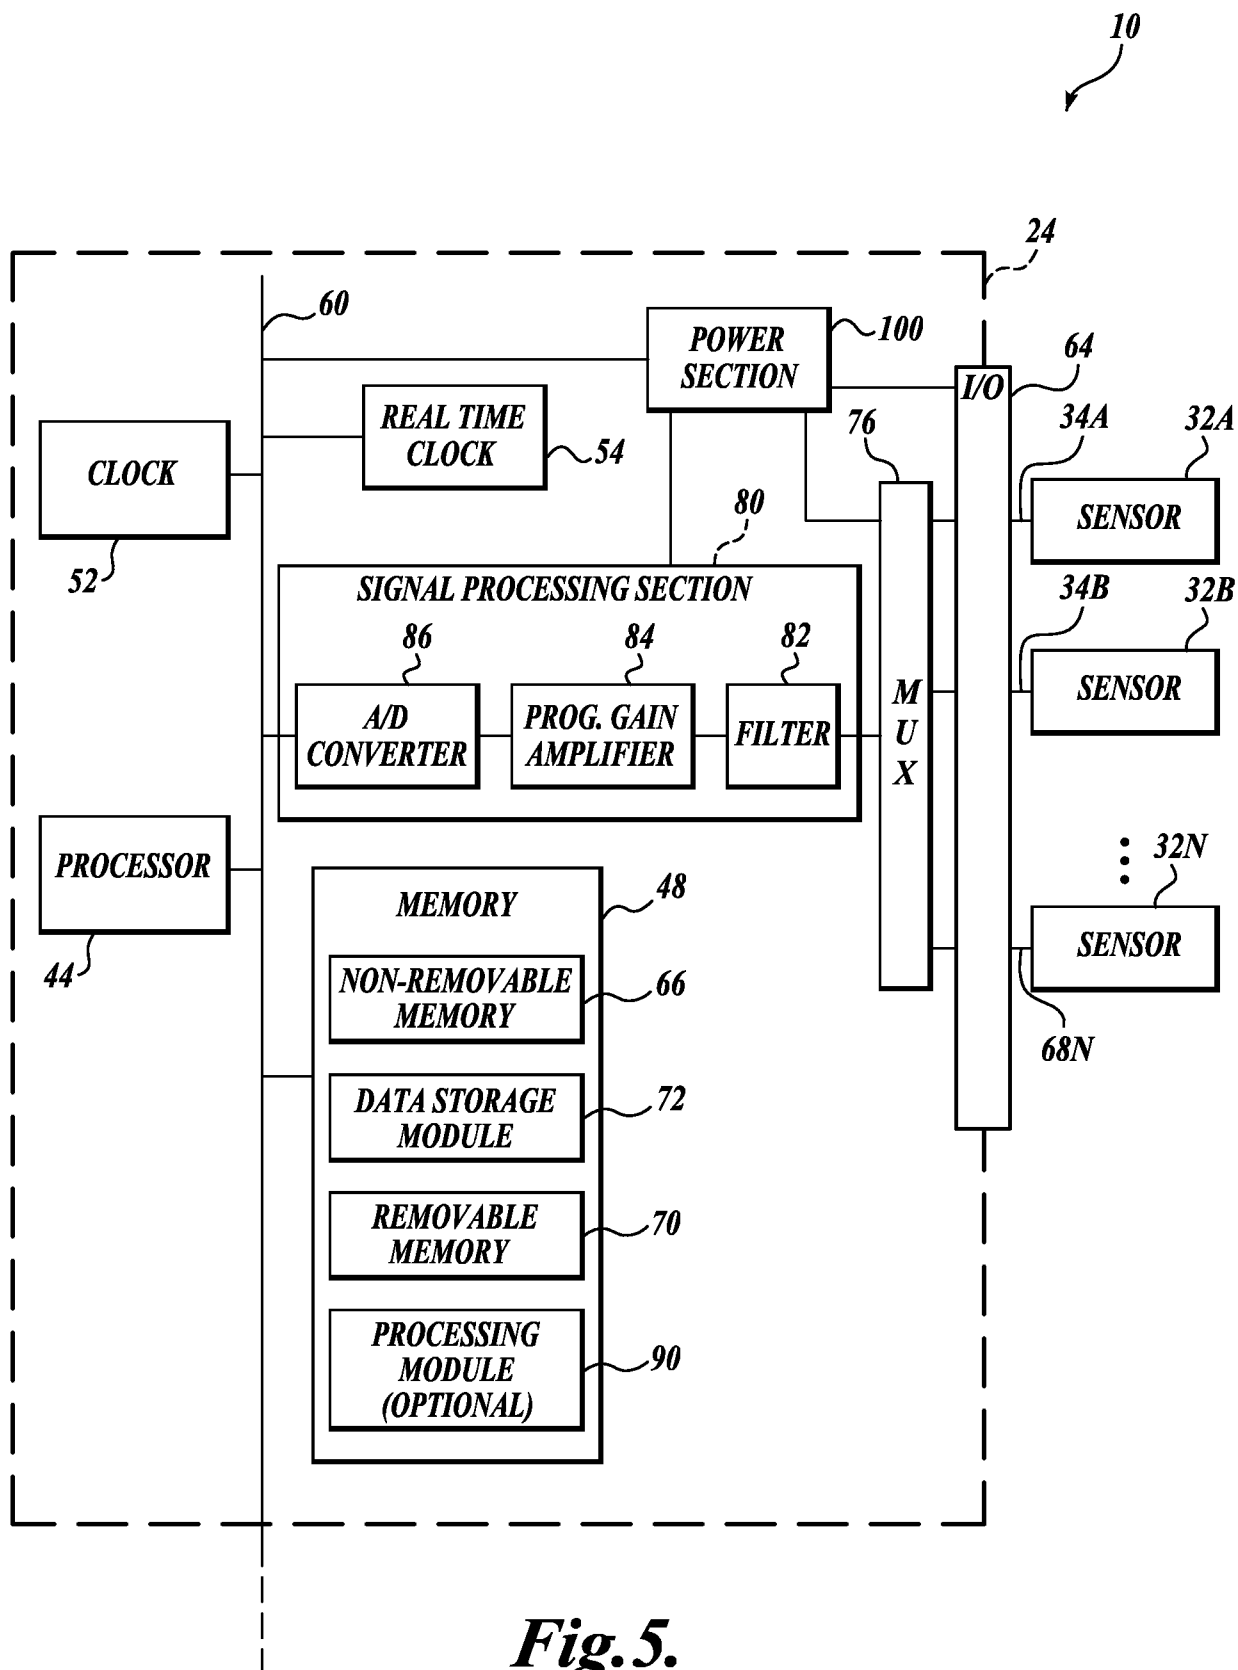 10
24
60
POWER
SECTION
100
64
I/O
REAL TIME
CLOCK
54
76
34A
32A
CLOCK
52
SENSOR
80
SIGNAL PROCESSING SECTION
34B
32B
86
84
82
SENSOR
A/D
CONVERTER
PROG. GAIN
AMPLIFIER
FILTER
M
U
X
PROCESSOR
44
32N
MEMORY
48
SENSOR
68N
NON-REMOVABLE
MEMORY
66
DATA STORAGE
MODULE
72
REMOVABLE
MEMORY
70
PROCESSING
MODULE
(OPTIONAL)
90
Fig.5.